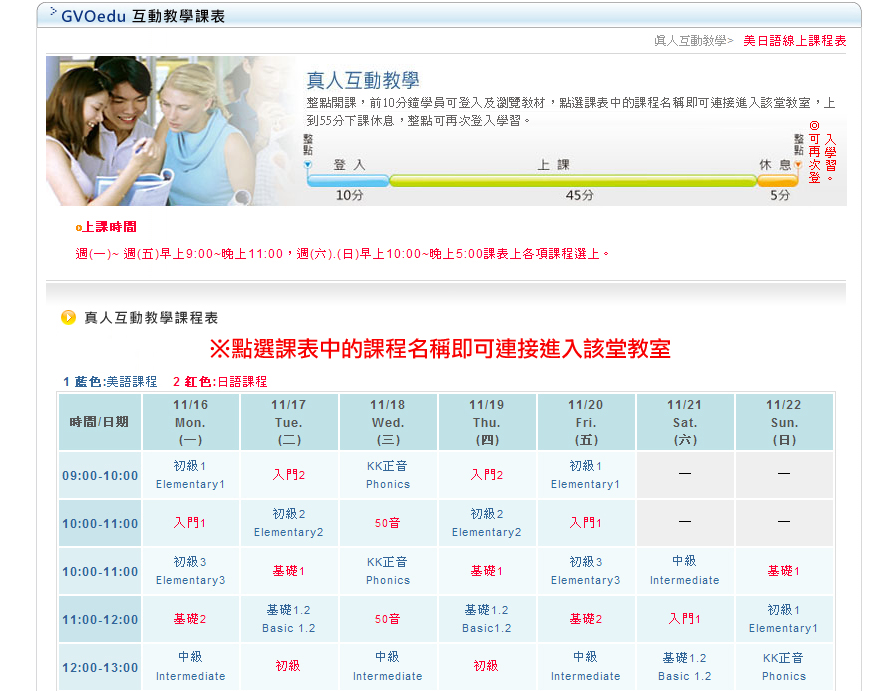 GVOedu 互動教學課表
真人互動教學> 美日語線上課程表
真人互動教學
整點開課，前10分鐘學員可登入及瀏覽教材，點選課表中的課程名稱即可連接進入該堂教室，上
到55分下課休息，整點可再次登入學習。
整點 登入 上課 休息 整點 ◎可再次登入學習。
10分 45分 5分
上課時間
週(一)~ 週(五)早上9:00~晚上11:00，週(六).(日)早上10:00~晚上5:00課表上各項課程選上。
真人互動教學課程表
※點選課表中的課程名稱即可連接進入該堂教室
1 藍色:美語課程 2 紅色:日語課程
時間/日期 11/16 Mon. (一) 11/17 Tue. (二) 11/18 Wed. (三) 11/19 Thu. (四) 11/20 Fri. (五) 11/21 Sat. (六) 11/22 Sun. (日)
09:00-10:00 初級1 Elementary1 入門2 KK正音 Phonics 入門2 初級1 Elementary1 — —
10:00-11:00 入門1 初級2 Elementary2 50音 初級2 Elementary2 入門1 — —
10:00-11:00 初級3 Elementary3 基礎1 KK正音 Phonics 基礎1 初級3 Elementary3 中級 Intermediate 基礎1
11:00-12:00 基礎2 基礎1.2 Basic 1.2 50音 基礎1.2 Basic1.2 基礎2 入門1 初級1 Elementary1
12:00-13:00 中級 Intermediate 初級 中級 Intermediate 初級 中級 Intermediate 基礎1.2 Basic 1.2 KK正音 Phonics